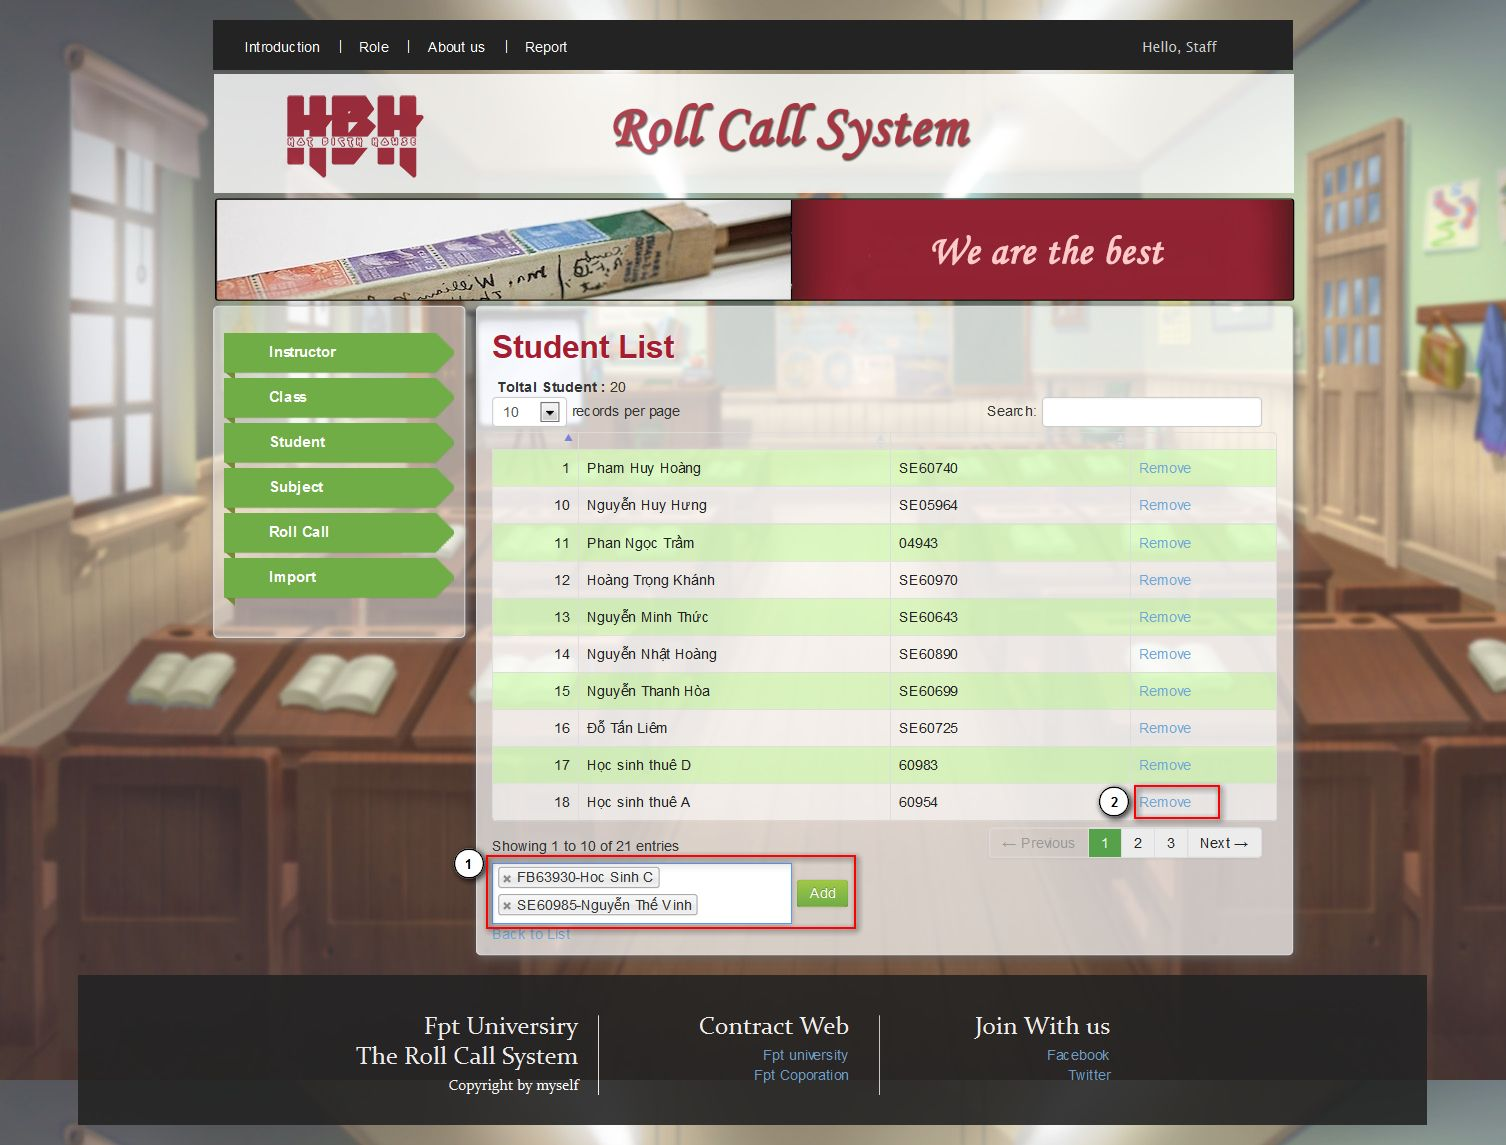 Introduction | Role | About us | Report
Hello, Staff
HBH
HOT BIRTH HOUSE
Roll Call System
We are the best
Instructor
Class
Student
Subject
Roll Call
Import
Student List
Toltal Student : 20
10 records per page
Search:
1 Pham Huy Hoàng SE60740 Remove
10 Nguyễn Huy Hưng SE05964 Remove
11 Phan Ngọc Trầm 04943 Remove
12 Hoàng Trọng Khánh SE60970 Remove
13 Nguyễn Minh Thức SE60643 Remove
14 Nguyễn Nhật Hoàng SE60890 Remove
15 Nguyễn Thanh Hòa SE60699 Remove
16 Đỗ Tấn Liêm SE60725 Remove
17 Học sinh thuê D 60983 Remove
18 Học sinh thuê A 60954 2 Remove
Showing 1 to 10 of 21 entries
← Previous 1 2 3 Next →
1
× FB63930-Hoc Sinh C
× SE60985-Nguyễn Thế Vinh
Add
Back to List
Fpt Universiry
The Roll Call System
Copyright by myself
Contract Web
Fpt university
Fpt Coporation
Join With us
Facebook
Twitter